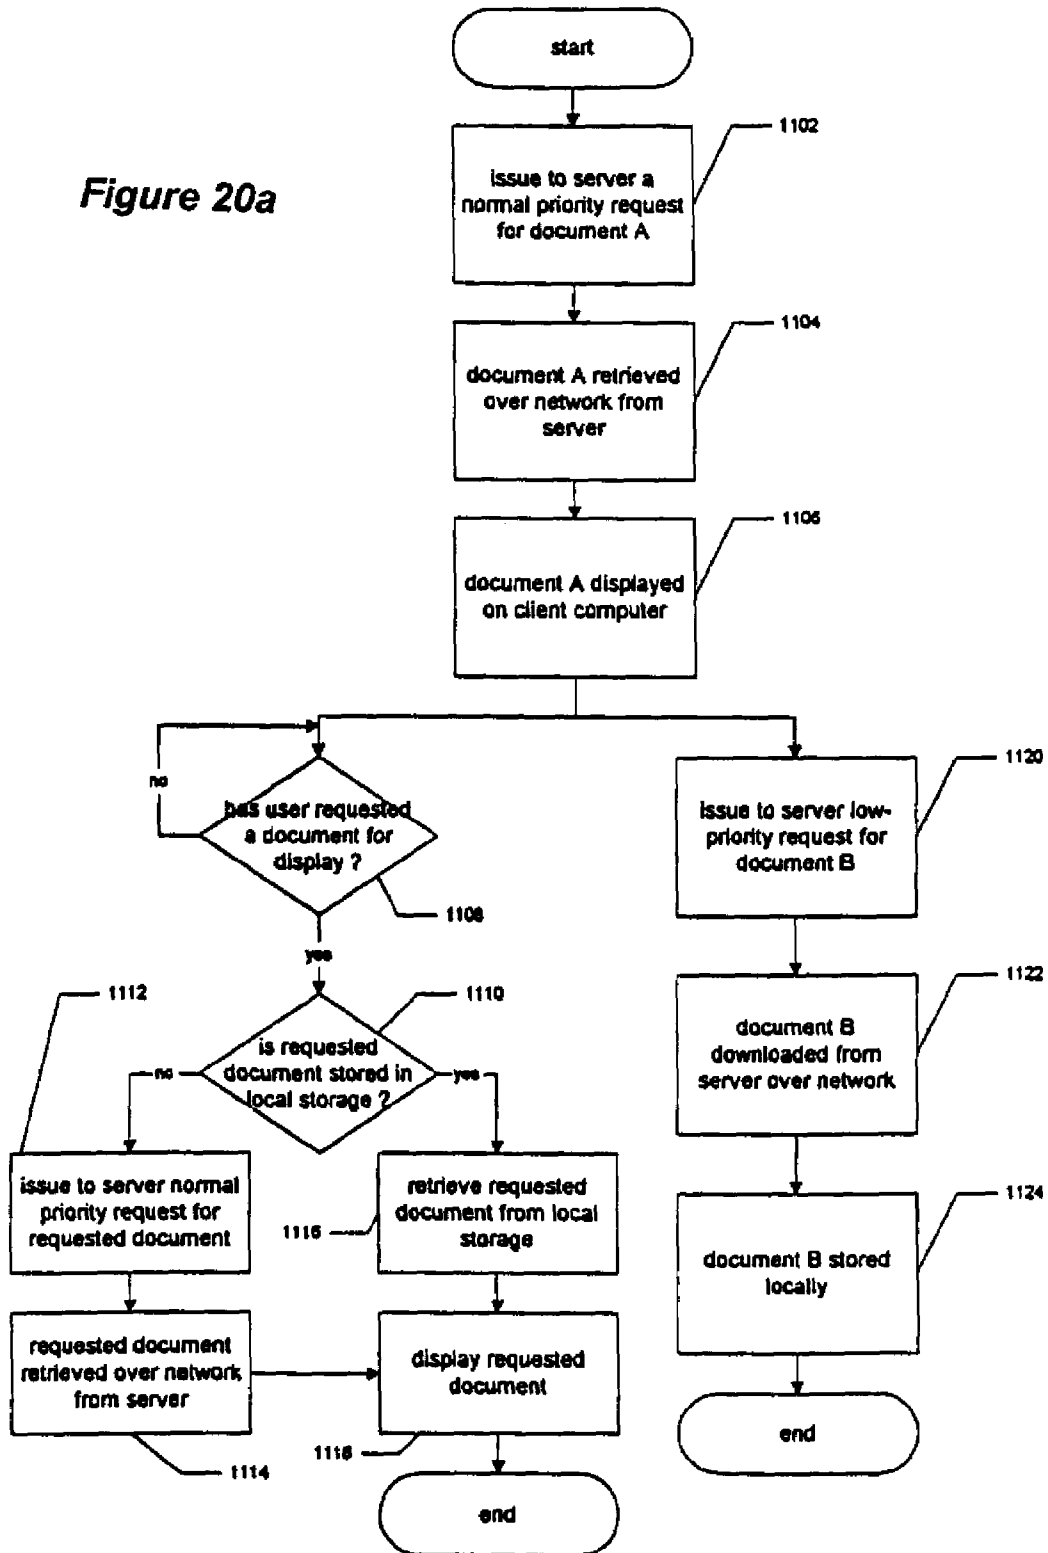 Figure 20a
start
1102
issue to server a
normal priority request
for document A
1104
document A retrieved
over network from
server
1106
document A displayed
on client computer
no
has user requested
a document for
display ?
1108
yes
1120
issue to server low-
priority request for
document B
1122
document B
downloaded from
server over network
1124
document B stored
locally
end
1112
1110
is requested
document stored in
local storage ?
no
yes
issue to server normal
priority request for
requested document
1116
retrieve requested
document from local
storage
requested document
retrieved over network
from server
1114
display requested
document
1118
end